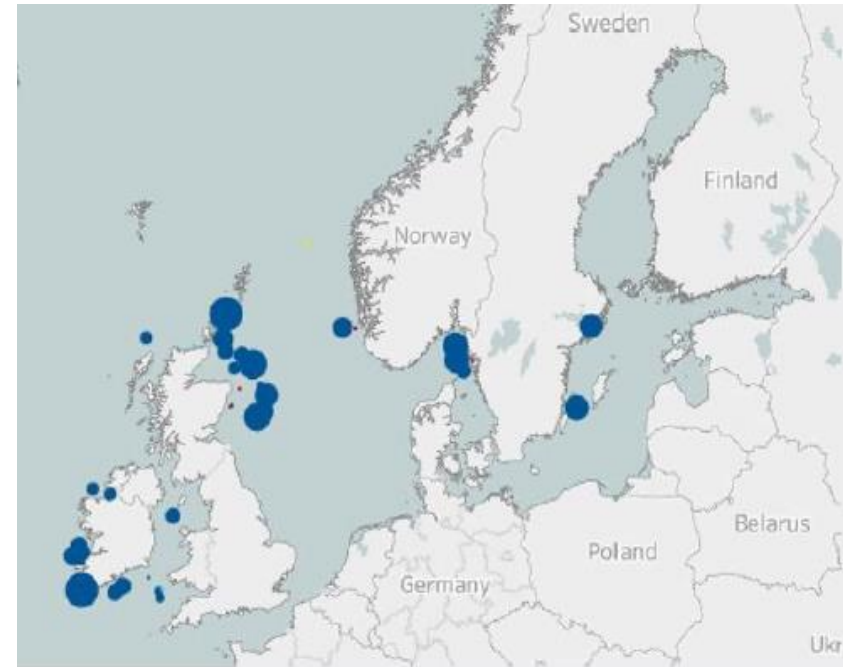 Sweden
Finland
Norway
Belarus
Poland
Germany
Ukr